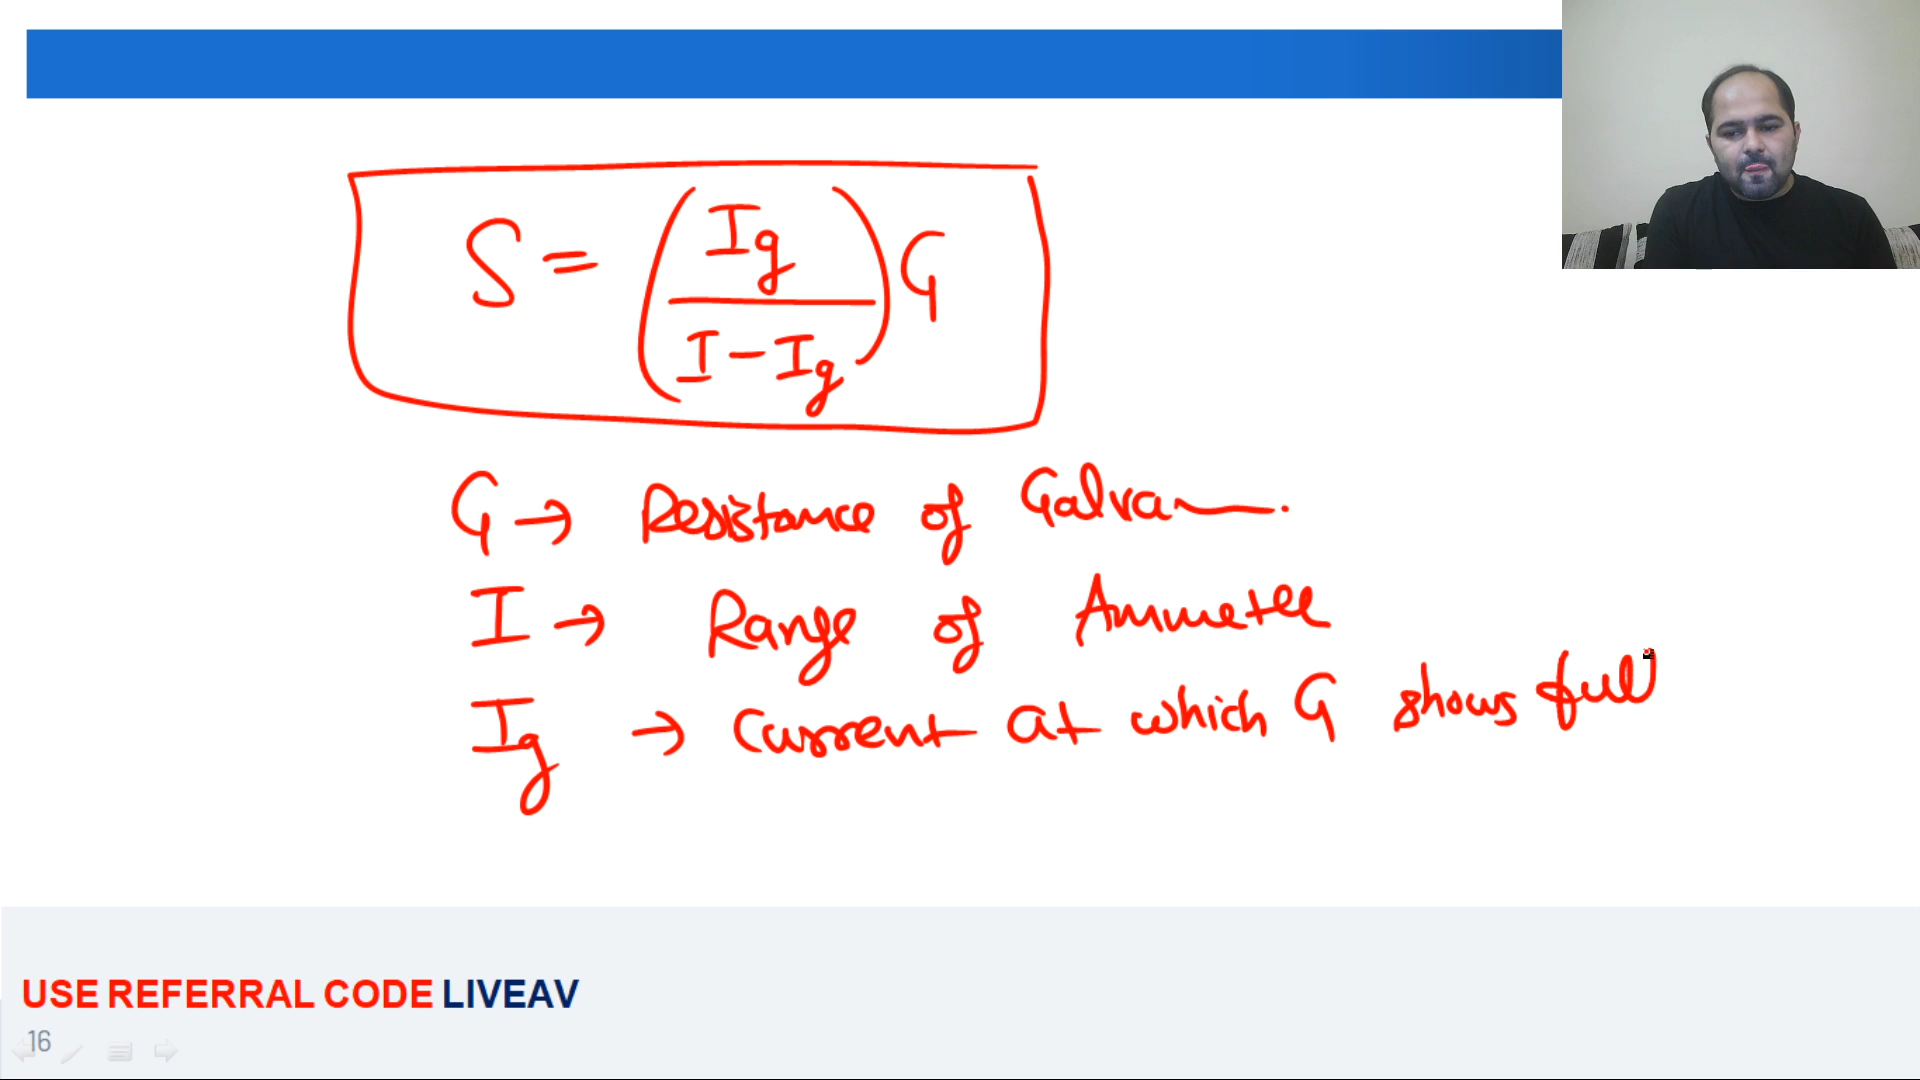 S = (Ig / I - Ig) G
G → Resistance of Galva
I → Range of Ammeter
Ig → Current at which G shows full
USE REFERRAL CODE LIVEAV
16